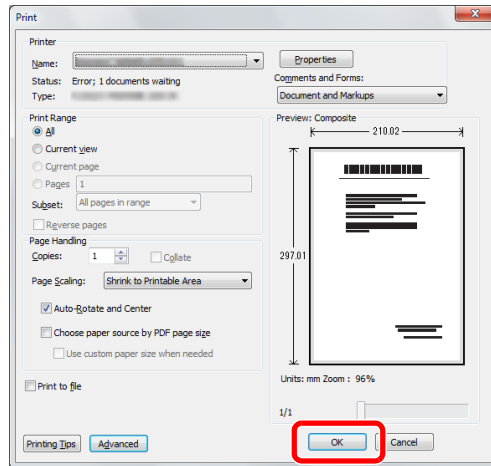 Print
Printer
Name:
Properties
Status: Error; 1 documents waiting
Comments and Forms:
Type:
Document and Markups
Print Range
All
Current view
Current page
Pages 1
Subset: All pages in range
Reverse pages
Page Handling
Copies: 1 Collate
Page Scaling: Shrink to Printable Area
Auto-Rotate and Center
Choose paper source by PDF page size
Use custom paper size when needed
Print to file
Preview: Composite
210.02
297.01
Units: mm Zoom : 96%
1/1
Printing Tips Advanced OK Cancel